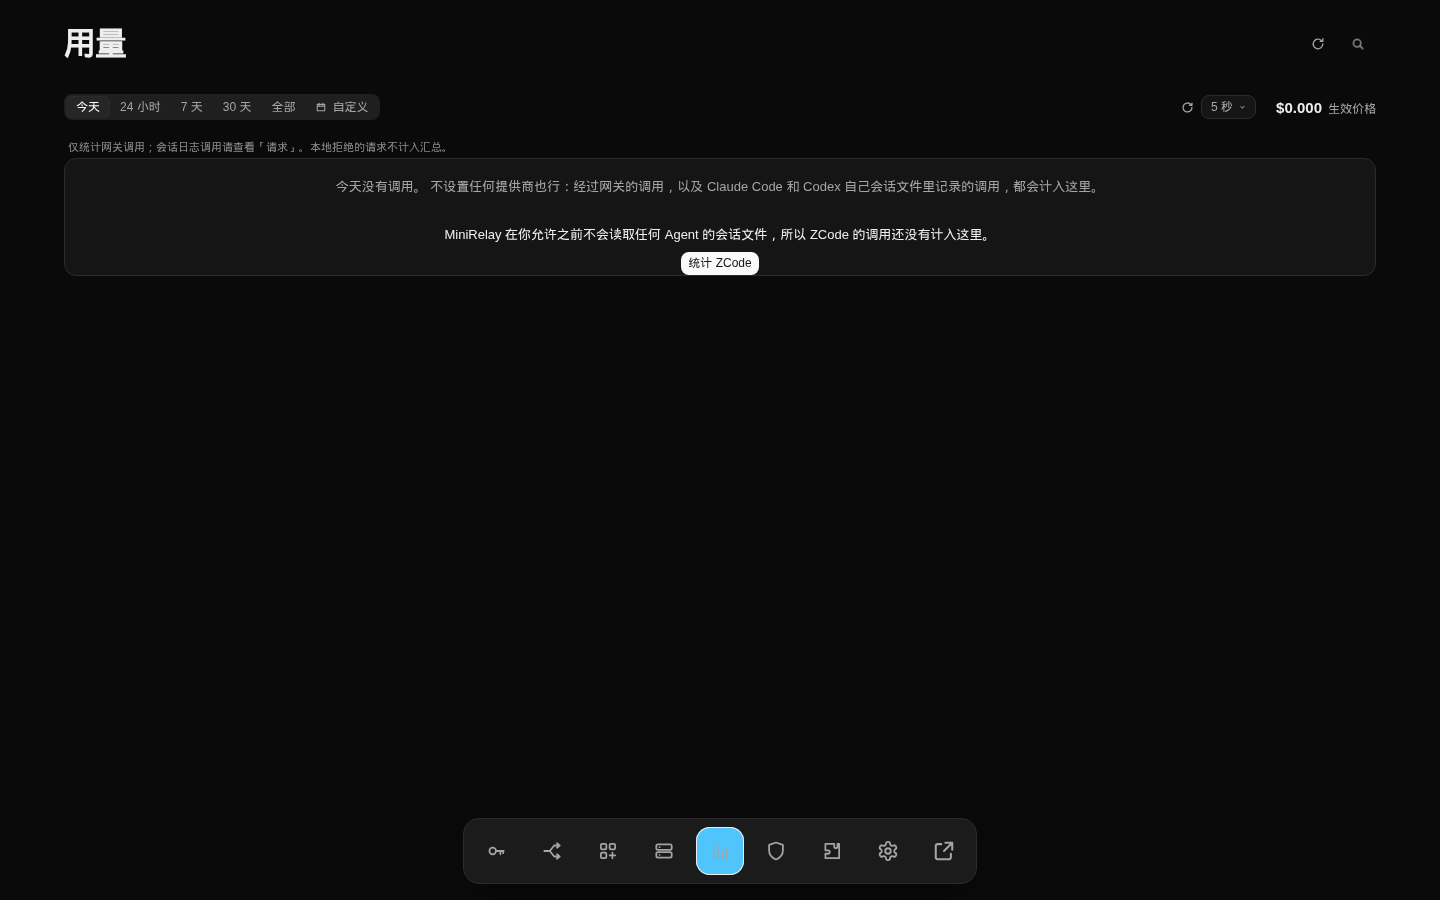 用量
今天 24 小时 7 天 30 天 全部 自定义
5 秒 $0.000 生效价格
仅统计网关调用；会话日志调用请查看「请求」。本地拒绝的请求不计入汇总。
今天没有调用。 不设置任何提供商也行：经过网关的调用，以及 Claude Code 和 Codex 自己会话文件里记录的调用，都会计入这里。
MiniRelay 在你允许之前不会读取任何 Agent 的会话文件，所以 ZCode 的调用还没有计入这里。
统计 ZCode